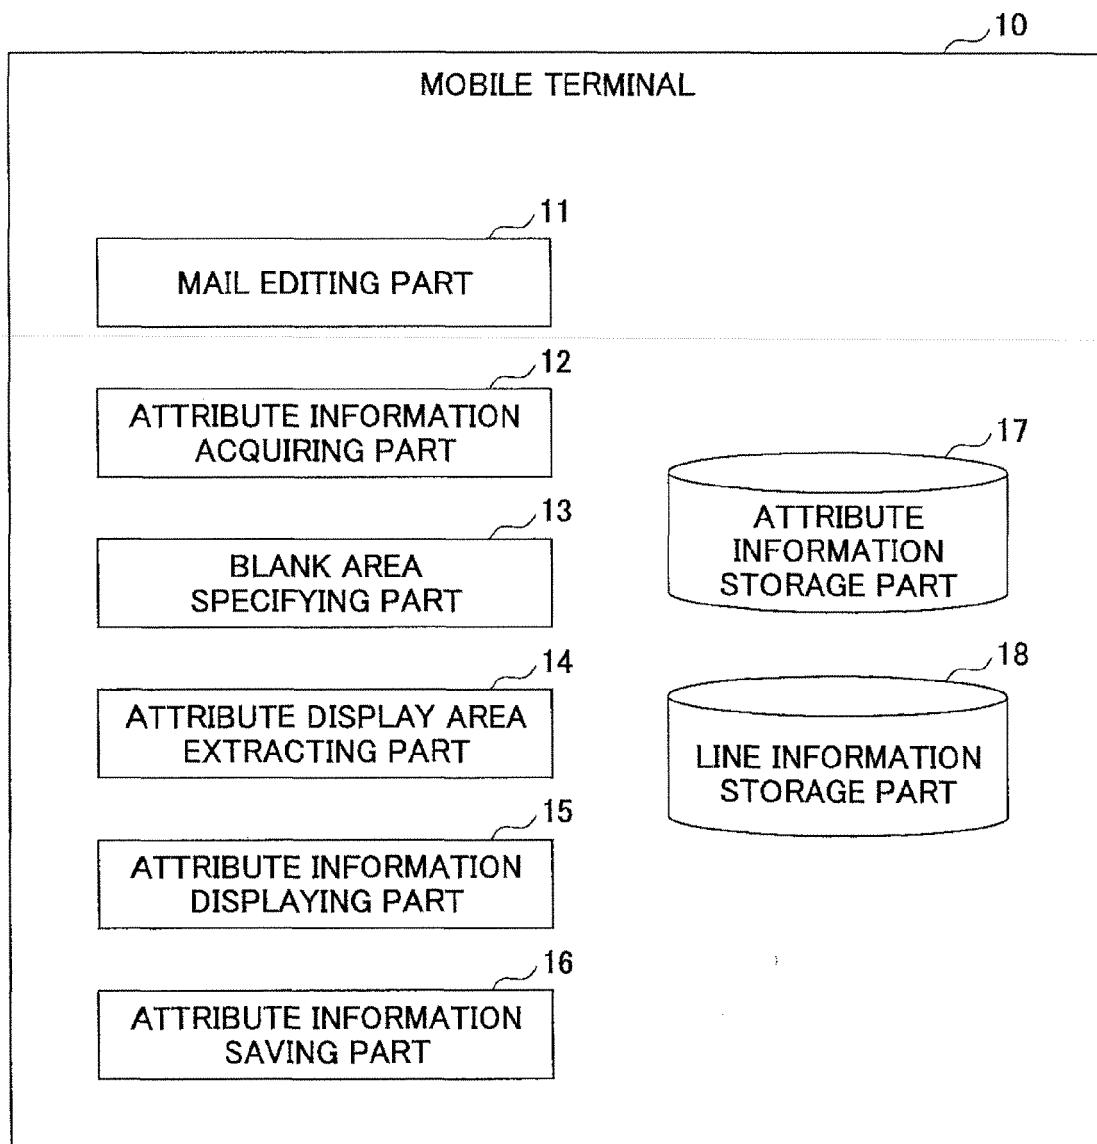 10
MOBILE TERMINAL
11
MAIL EDITING PART
12
ATTRIBUTE INFORMATION
ACQUIRING PART
13
BLANK AREA
SPECIFYING PART
14
ATTRIBUTE DISPLAY AREA
EXTRACTING PART
15
ATTRIBUTE INFORMATION
DISPLAYING PART
16
ATTRIBUTE INFORMATION
SAVING PART
17
ATTRIBUTE
INFORMATION
STORAGE PART
18
LINE INFORMATION
STORAGE PART